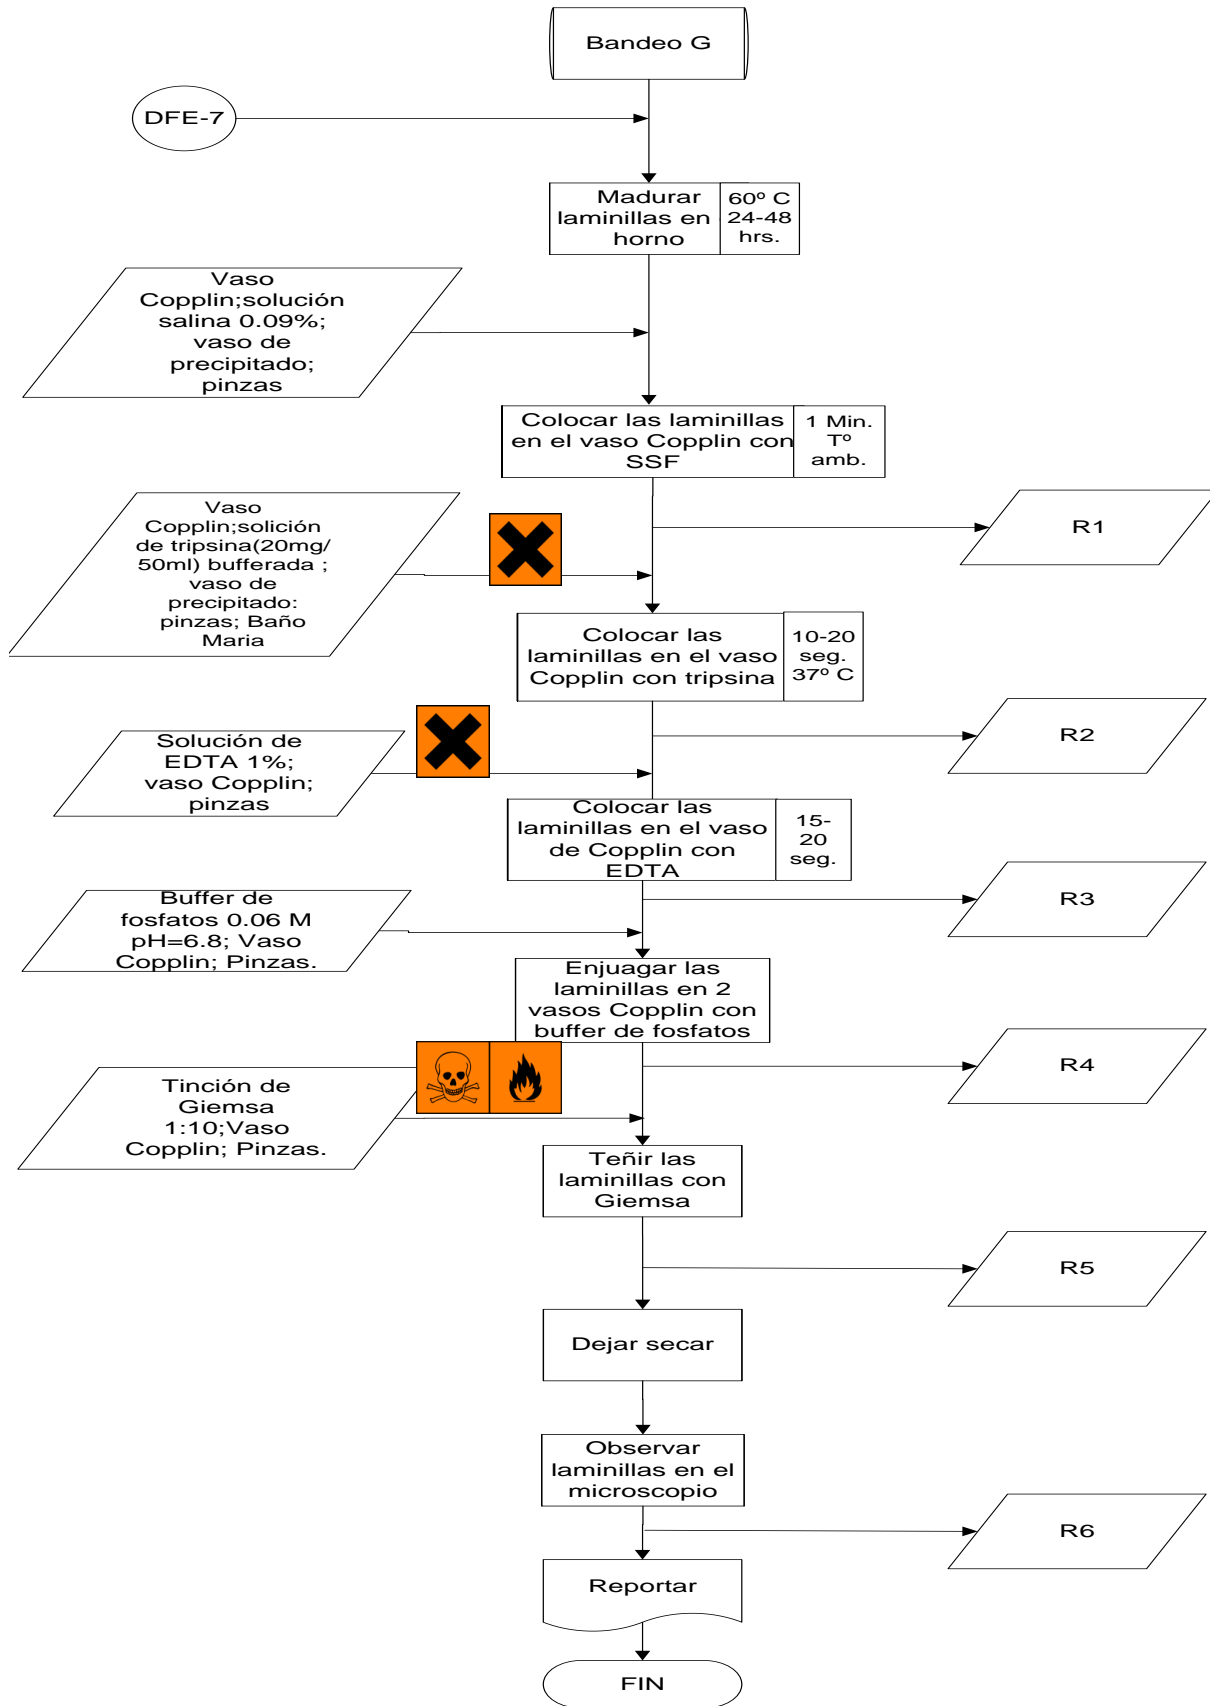 Bandeo G
DFE-7
Madurar
laminillas en
horno
60º C
24-48
hrs.
Vaso
Copplin;solución
salina 0.09%;
vaso de
precipitado;
pinzas
Colocar las laminillas
en el vaso Copplin con
SSF
1 Min.
Tº
amb.
R1
Vaso
Copplin;solición
de tripsina(20mg/
50ml) bufferada ;
vaso de
precipitado:
pinzas; Baño
Maria
Colocar las
laminillas en el vaso
Copplin con tripsina
10-20
seg.
37º C
R2
Solución de
EDTA 1%;
vaso Copplin;
pinzas
Colocar las
laminillas en el vaso
de Copplin con
EDTA
15-
20
seg.
R3
Buffer de
fosfatos 0.06 M
pH=6.8; Vaso
Copplin; Pinzas.
Enjuagar las
laminillas en 2
vasos Copplin con
buffer de fosfatos
R4
Tinción de
Giemsa
1:10;Vaso
Copplin; Pinzas.
Teñir las
laminillas con
Giemsa
R5
Dejar secar
Observar
laminillas en el
microscopio
R6
Reportar
FIN